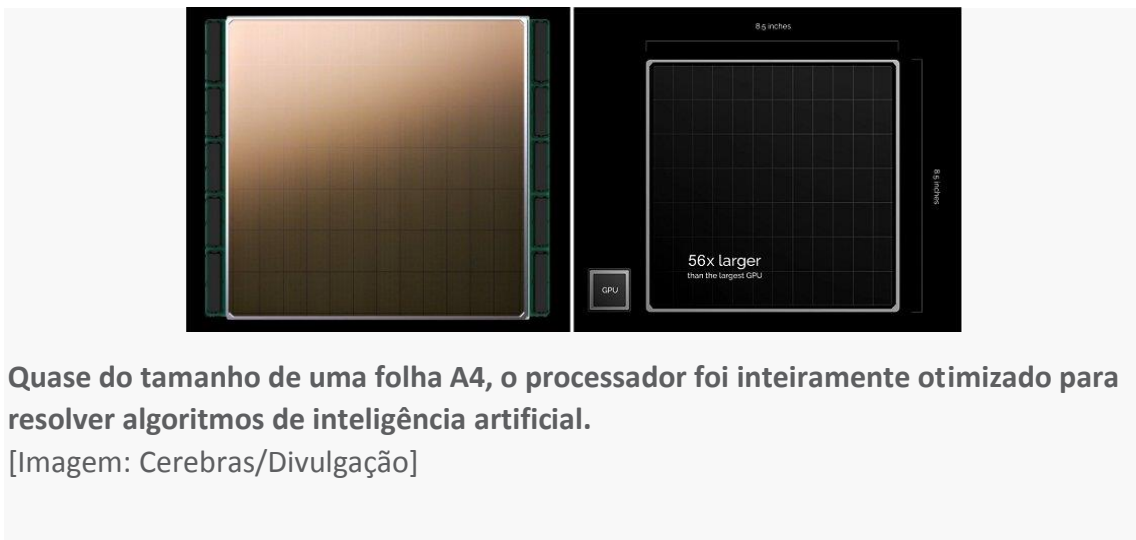 8.5 inches
8.5 inches
56x larger
than the largest GPU
GPU
Quase do tamanho de uma folha A4, o processador foi inteiramente otimizado para
resolver algoritmos de inteligência artificial.
[Imagem: Cerebras/Divulgação]